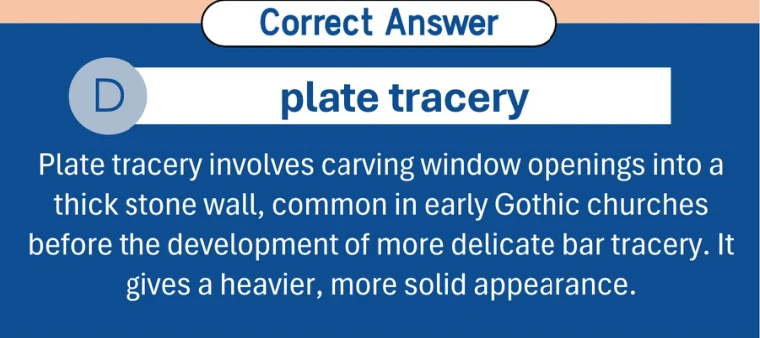 Correct Answer
D
plate tracery
Plate tracery involves carving window openings into a
thick stone wall, common in early Gothic churches
before the development of more delicate bar tracery. It
gives a heavier, more solid appearance.